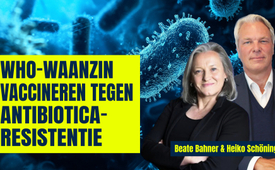 WHO-WAANZIN
VACCINEREN TEGEN
ANTIBIOTICA-
RESISTENTIE
Beate Bahner & Heiko Schöning